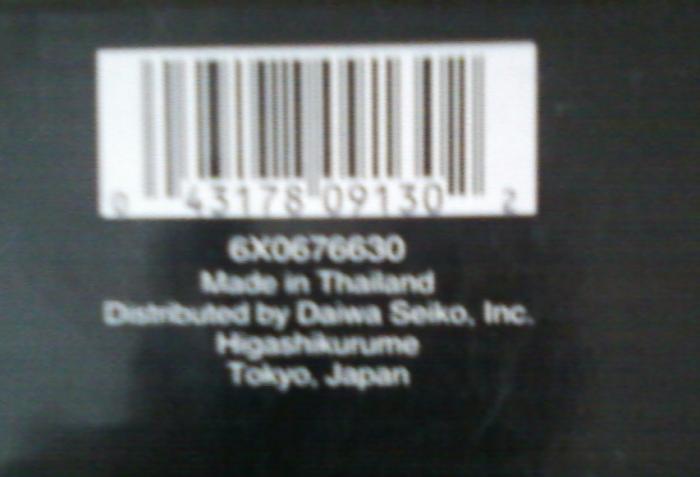 0 43178 09130 2
6X0676630
Made in Thailand
Distributed by Daiwa Seiko, Inc.
Higashikurume
Tokyo, Japan